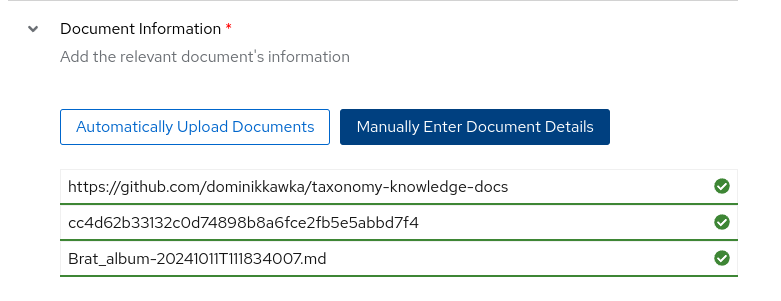 Document Information *
Add the relevant document's information
Automatically Upload Documents
Manually Enter Document Details
https://github.com/dominikkawka/taxonomy-knowledge-docs
cc4d62b33132c0d74898b8a6fce2fb5e5abbd7f4
Brat_album-20241011T111834007.md